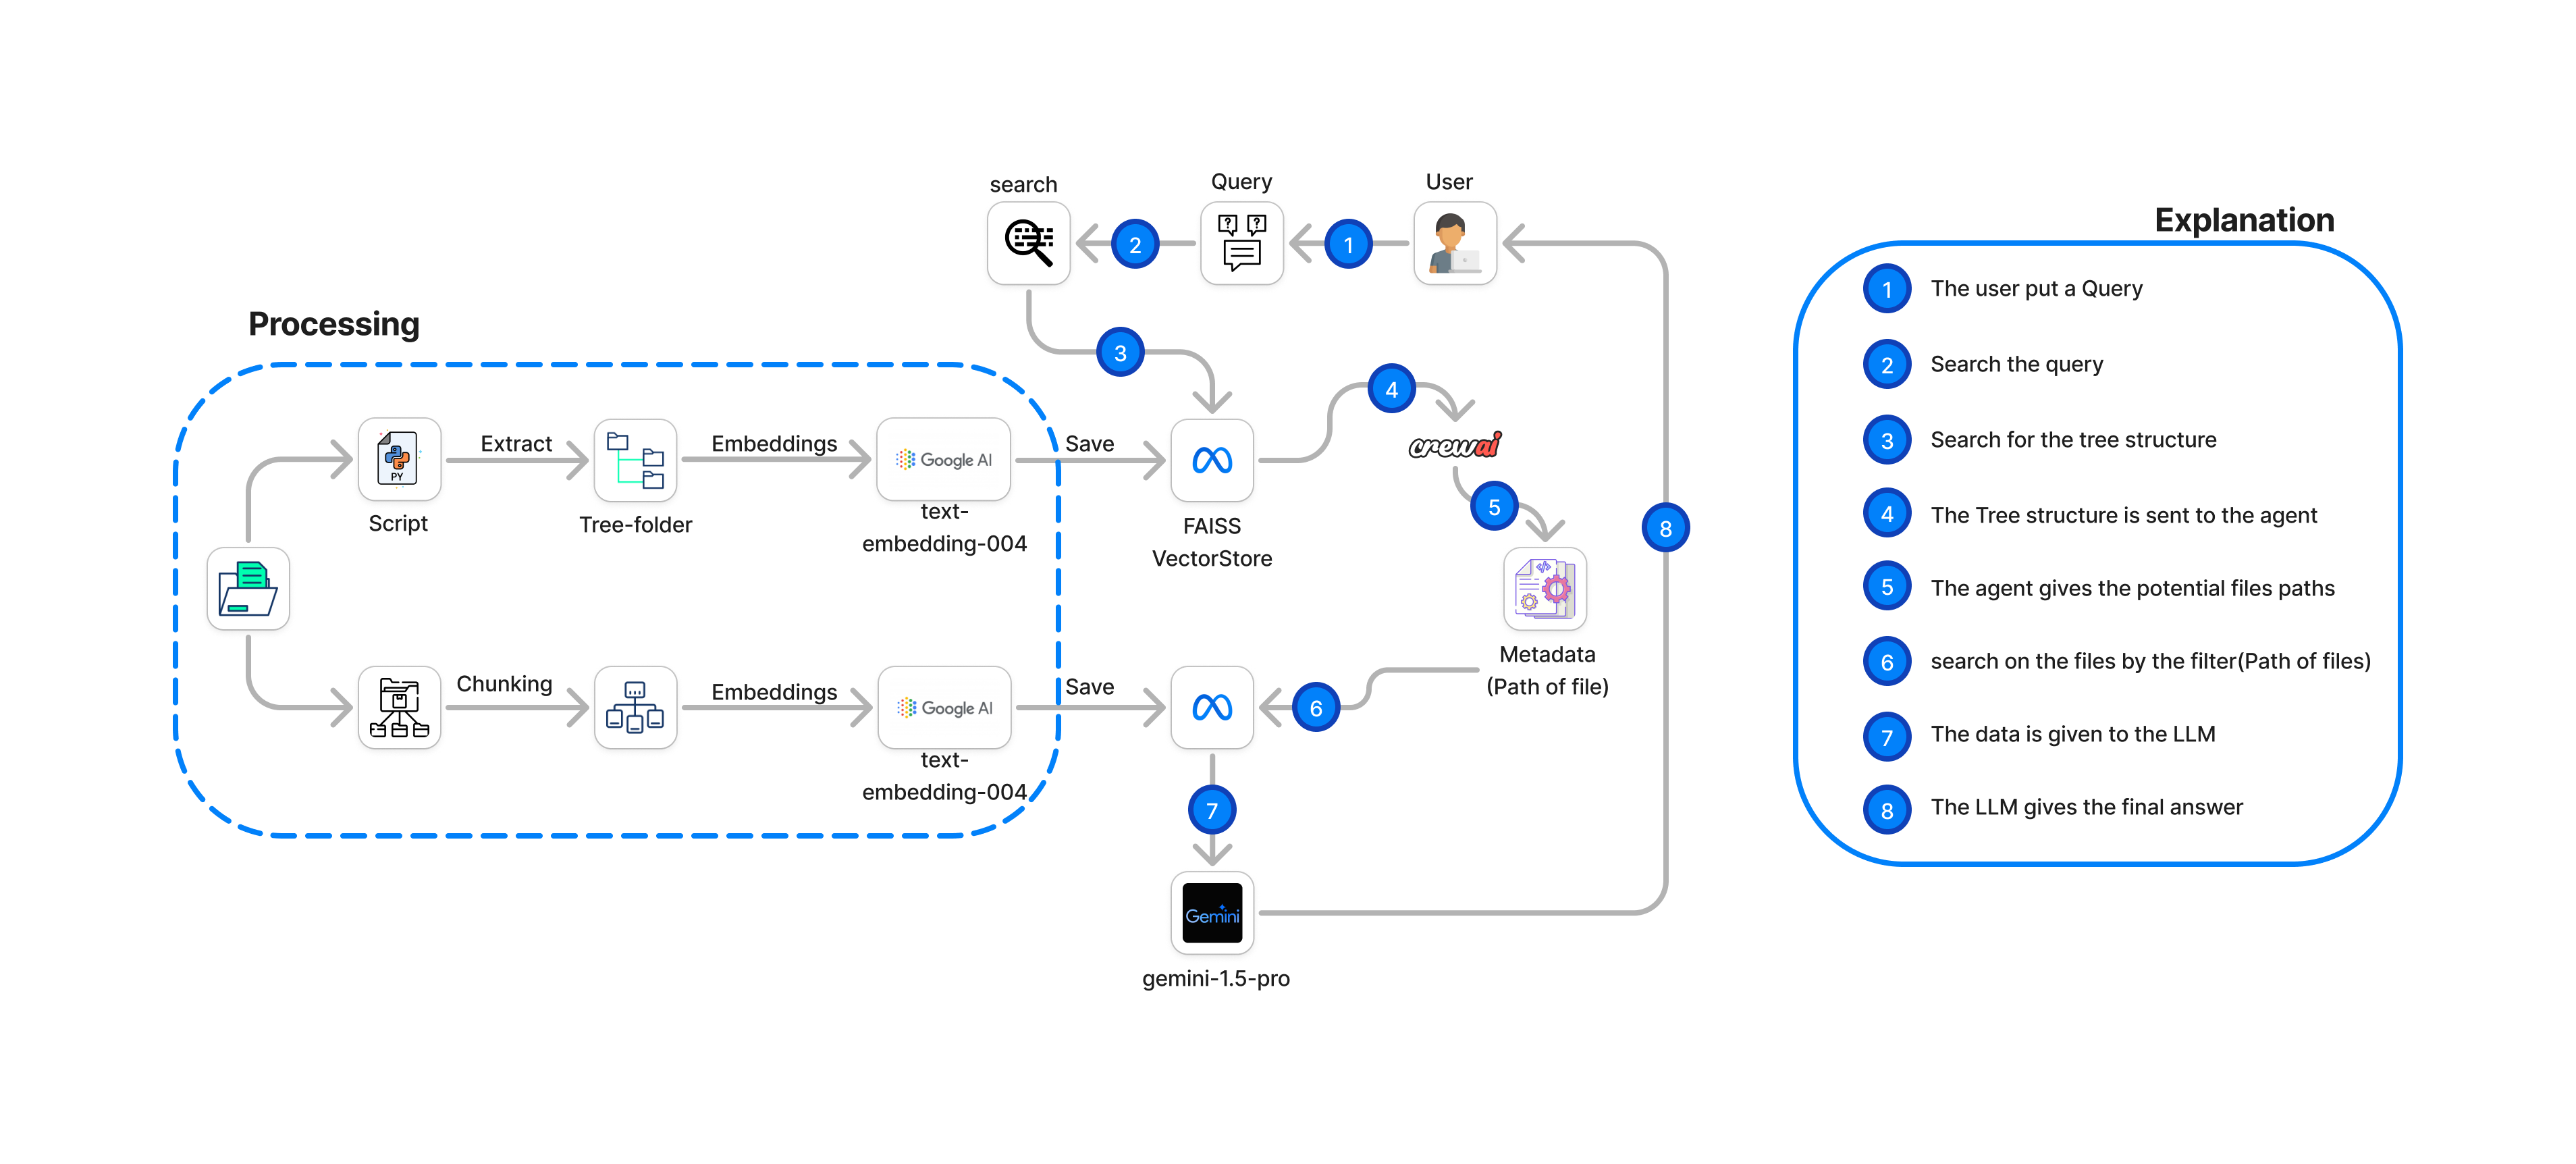 search
Query
User
2
1
3
4
5
8
6
7
Processing
Extract
Embeddings
Google AI
Save
crewai
PY
Script
Tree-folder
text-
embedding-004
FAISS
VectorStore
Chunking
Embeddings
Google AI
Save
text-
embedding-004
Metadata
(Path of file)
Gemini
gemini-1.5-pro
Explanation
1 The user put a Query
2 Search the query
3 Search for the tree structure
4 The Tree structure is sent to the agent
5 The agent gives the potential files paths
6 search on the files by the filter(Path of files)
7 The data is given to the LLM
8 The LLM gives the final answer